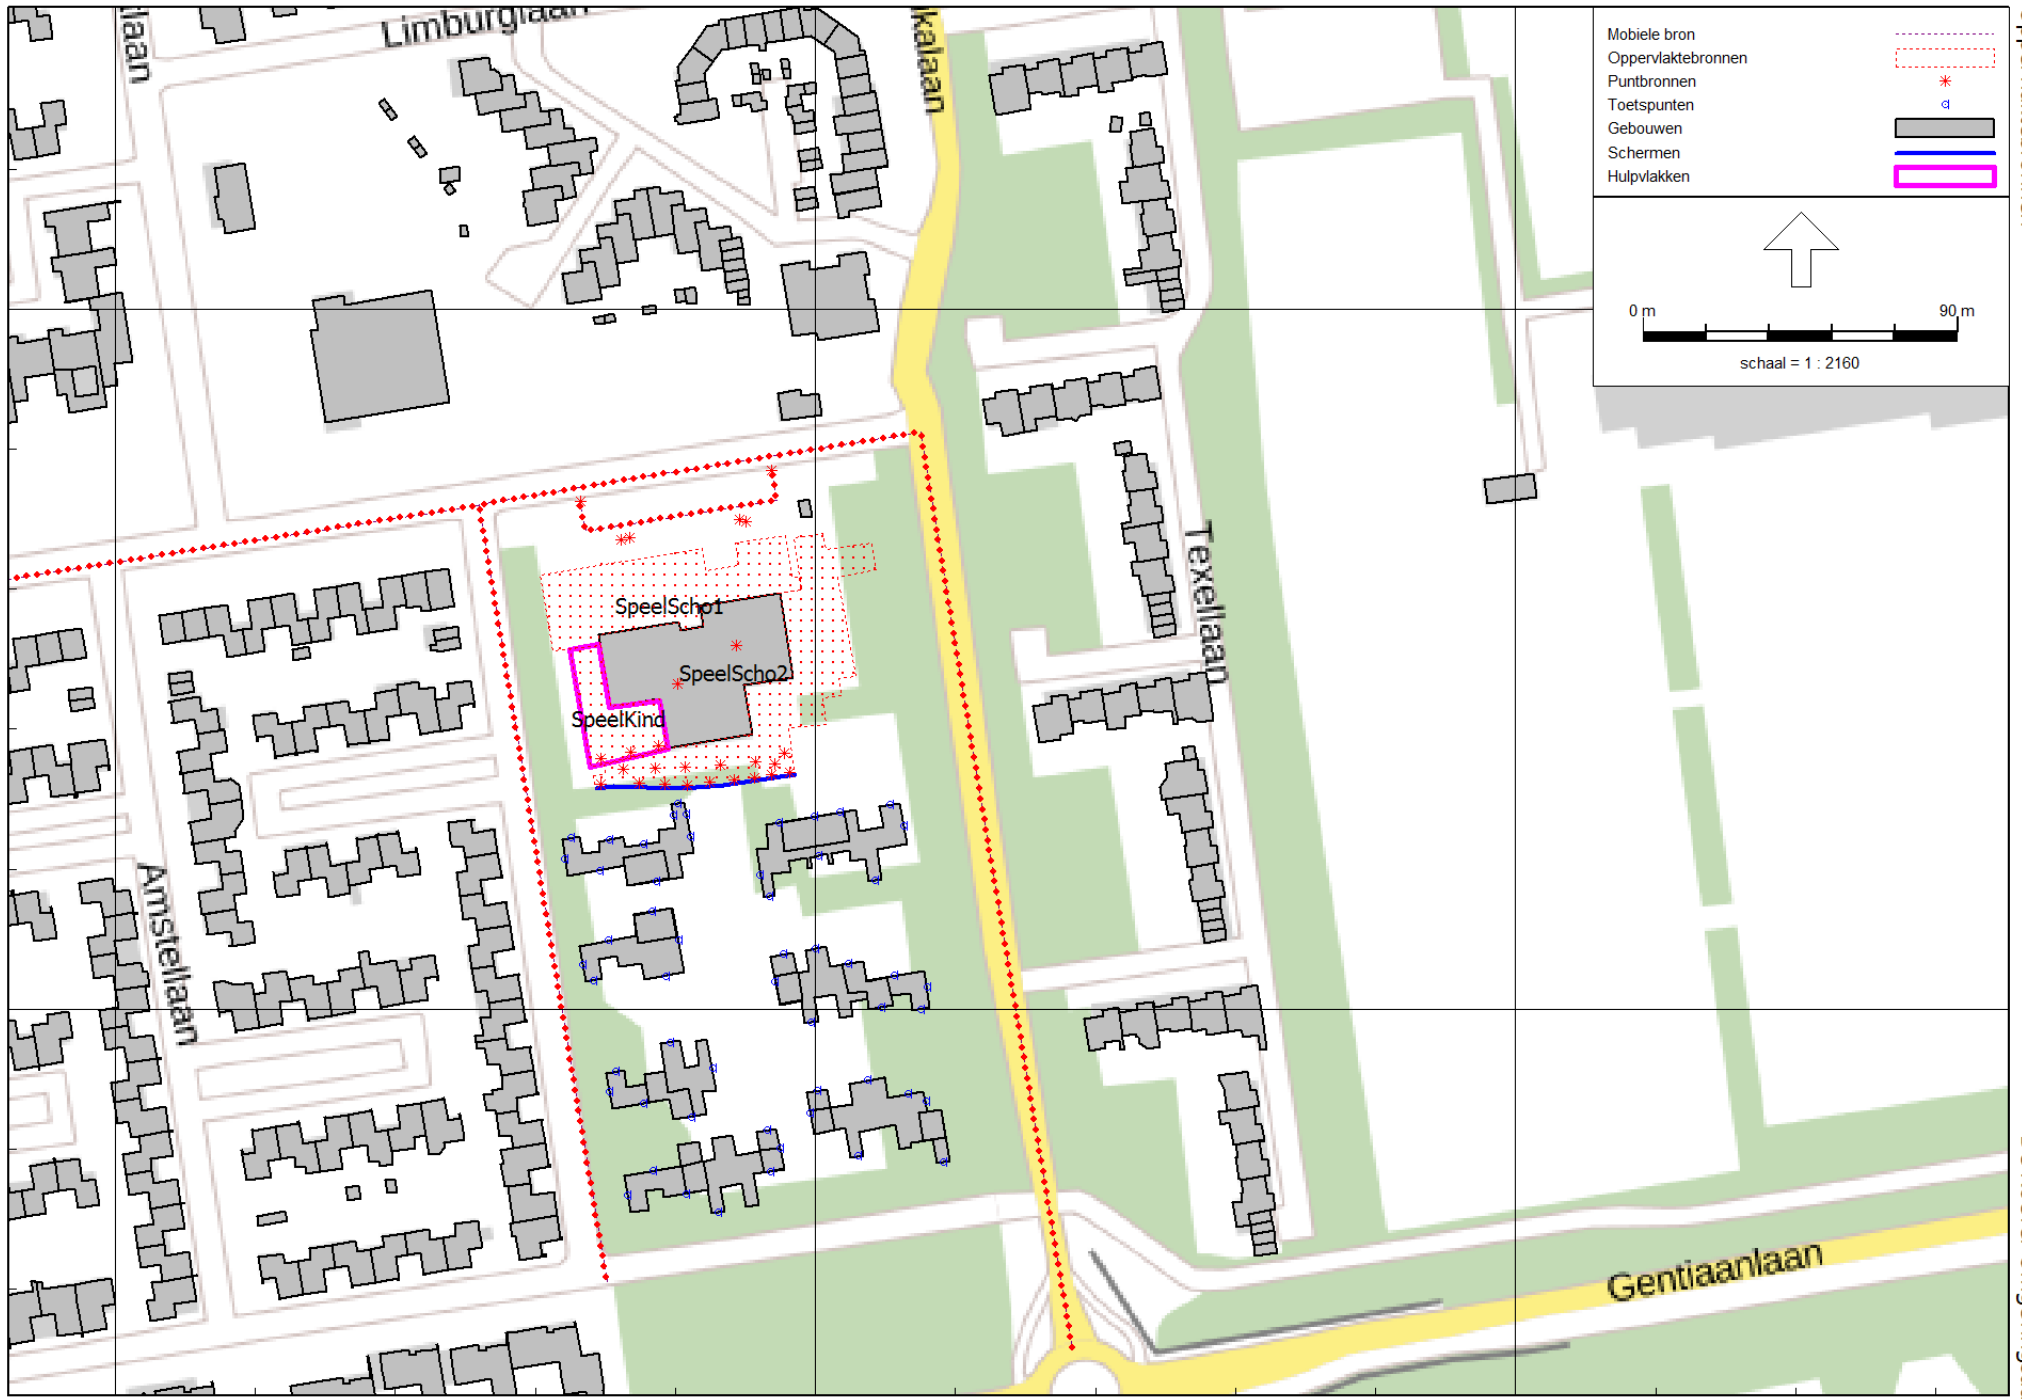 Limburglaan
laan
kalaan
Mobiele bron
Oppervlaktebronnen
Puntbronnen
Toetspunten
Gebouwen
Schermen
Hulpvlakken
0 m 90 m
schaal = 1 : 2160
Texellaan
SpeelScho1
SpeelScho2
SpeelKind
Amstellaan
Gentiaanlaan